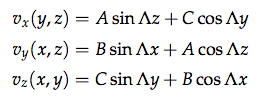 v_x(y, z) = A sin Λz + C cos Λy
v_y(x, z) = B sin Λx + A cos Λz
v_z(x, y) = C sin Λy + B cos Λx